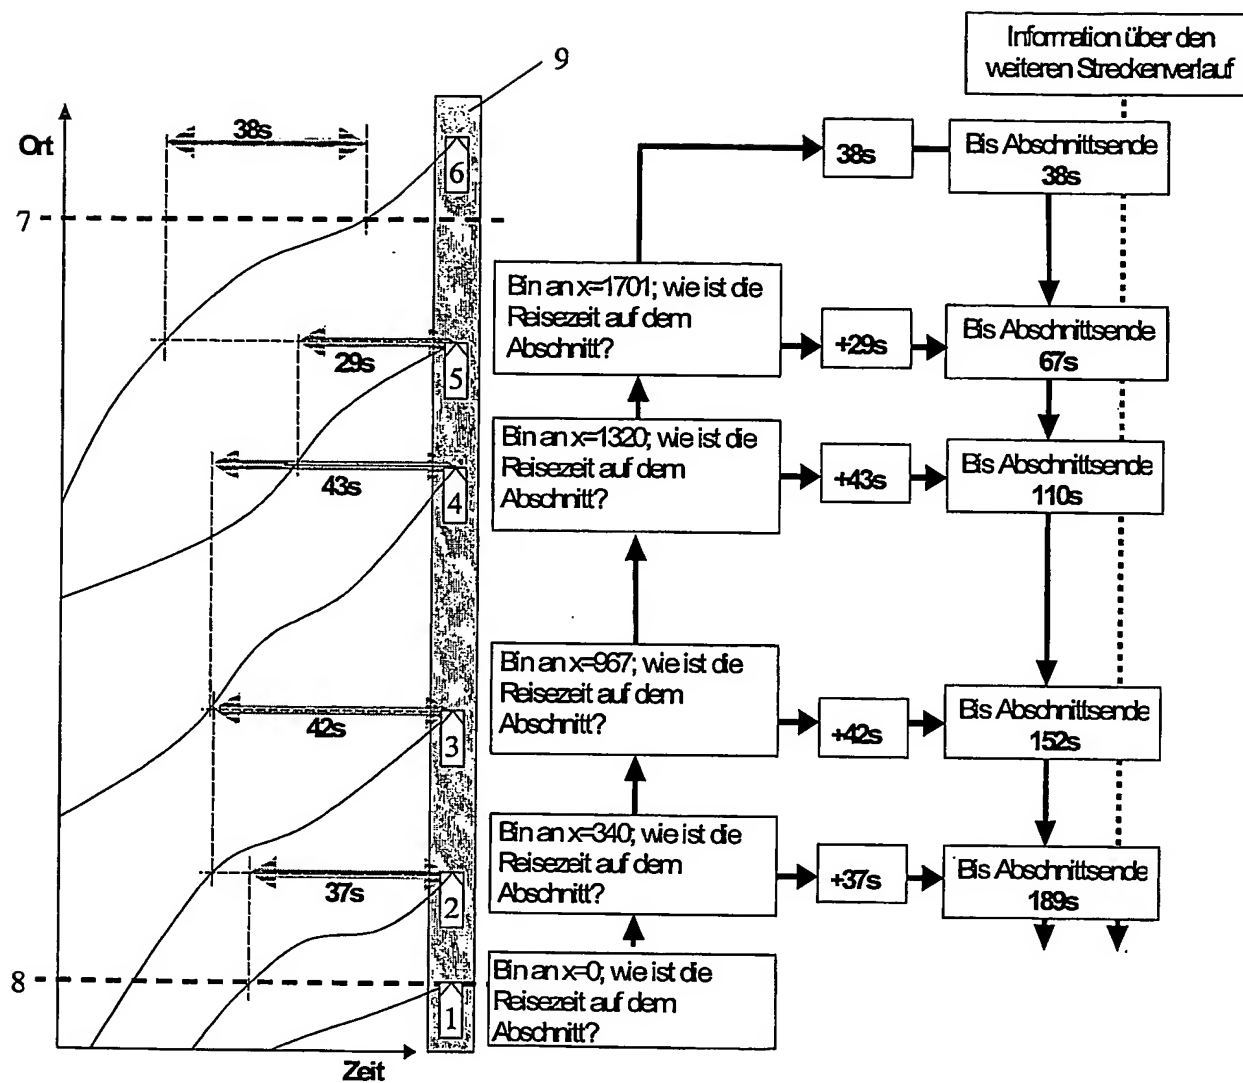 9
Information über den
weiteren Streckenverlauf
Ort
38s
6
7
38s
Bis Abschnittsende
38s
Bin an x=1701; wie ist die
Reisezeit auf dem
Abschnitt?
+29s
Bis Abschnittsende
67s
29s
5
Bin an x=1320; wie ist die
Reisezeit auf dem
Abschnitt?
+43s
Bis Abschnittsende
110s
43s
4
Bin an x=967; wie ist die
Reisezeit auf dem
Abschnitt?
+42s
Bis Abschnittsende
152s
42s
3
Bin an x=340; wie ist die
Reisezeit auf dem
Abschnitt?
+37s
Bis Abschnittsende
189s
37s
2
8
Bin an x=0; wie ist die
Reisezeit auf dem
Abschnitt?
1
Zeit